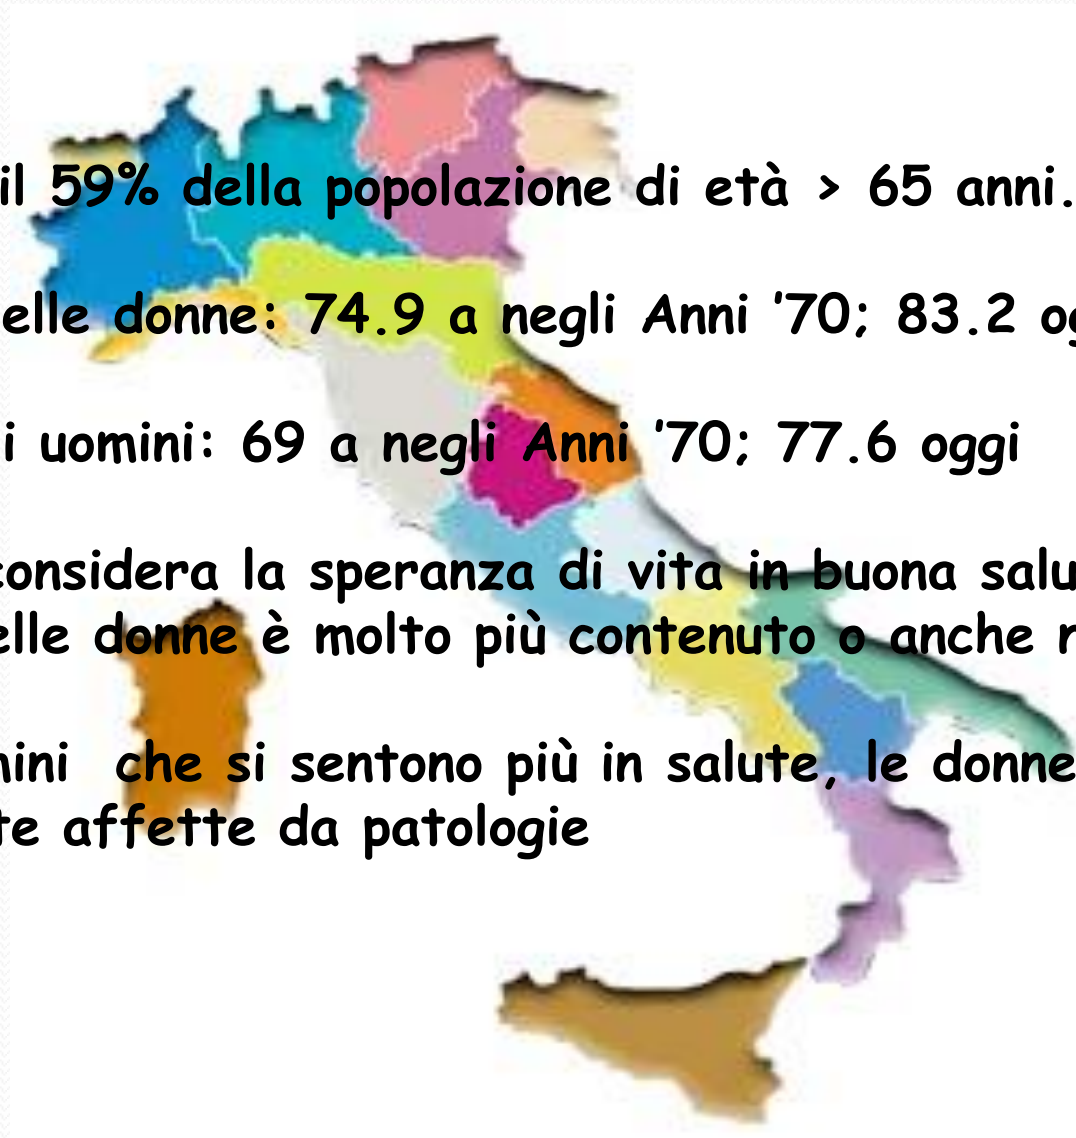 il 59% della popolazione di età > 65 anni.
elle donne: 74.9 a negli Anni '70; 83.2 og
i uomini: 69 a negli Anni '70; 77.6 oggi
considera la speranza di vita in buona salu
elle donne è molto più contenuto o anche
ini che si sentono più in salute, le donne
te affette da patologie